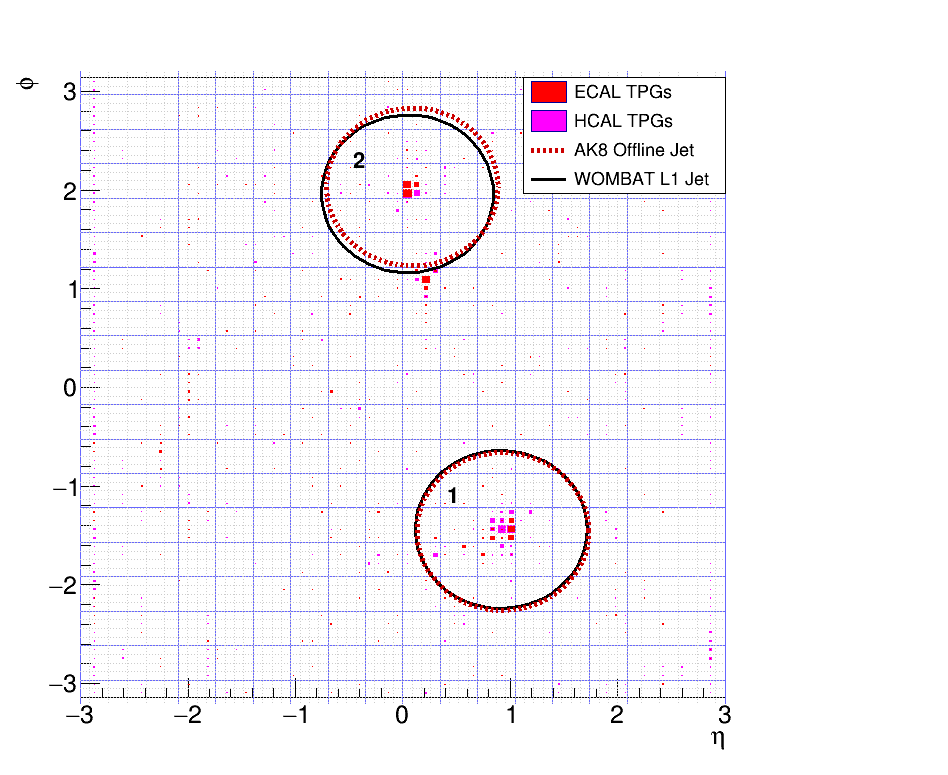 φ
3
ECAL TPGs
HCAL TPGs
AK8 Offline Jet
WOMBAT L1 Jet
2
2
1
0
−1
1
−2
−3
−3 −2 −1 0 1 2 3
η